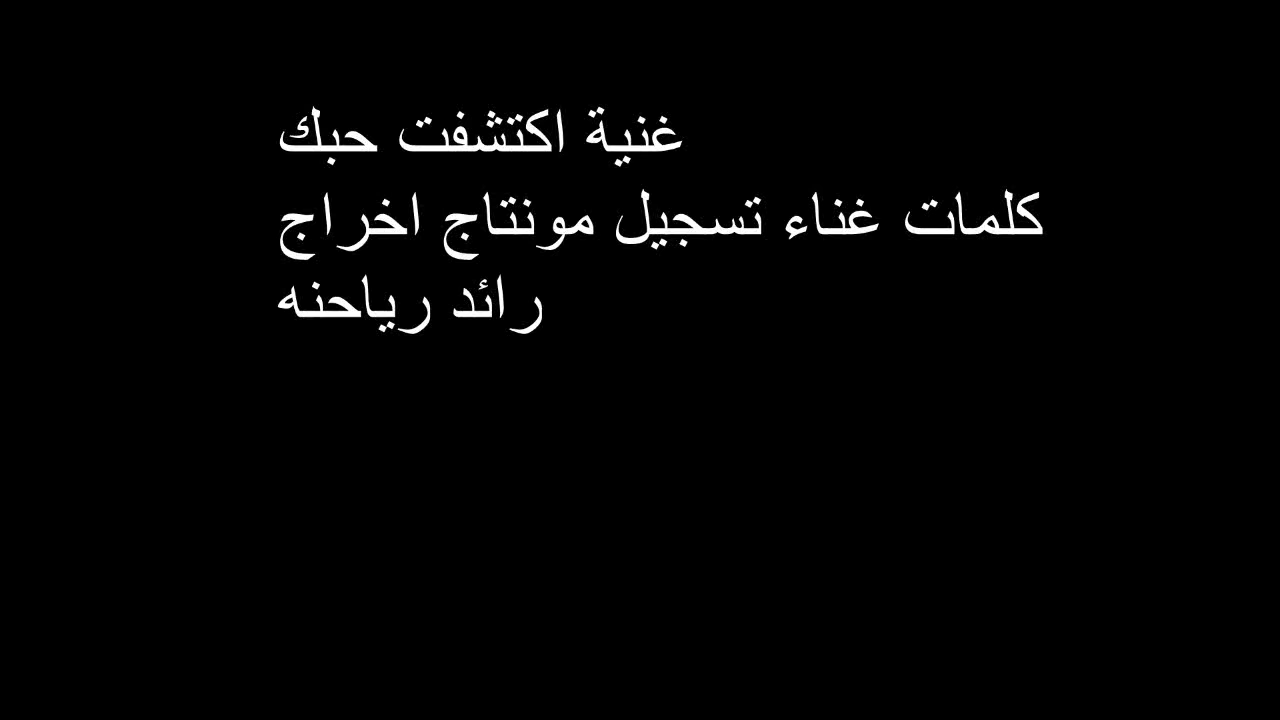 غنية اكتشفت حبك
كلمات غناء تسجيل مونتاج اخراج
رائد رياحنه